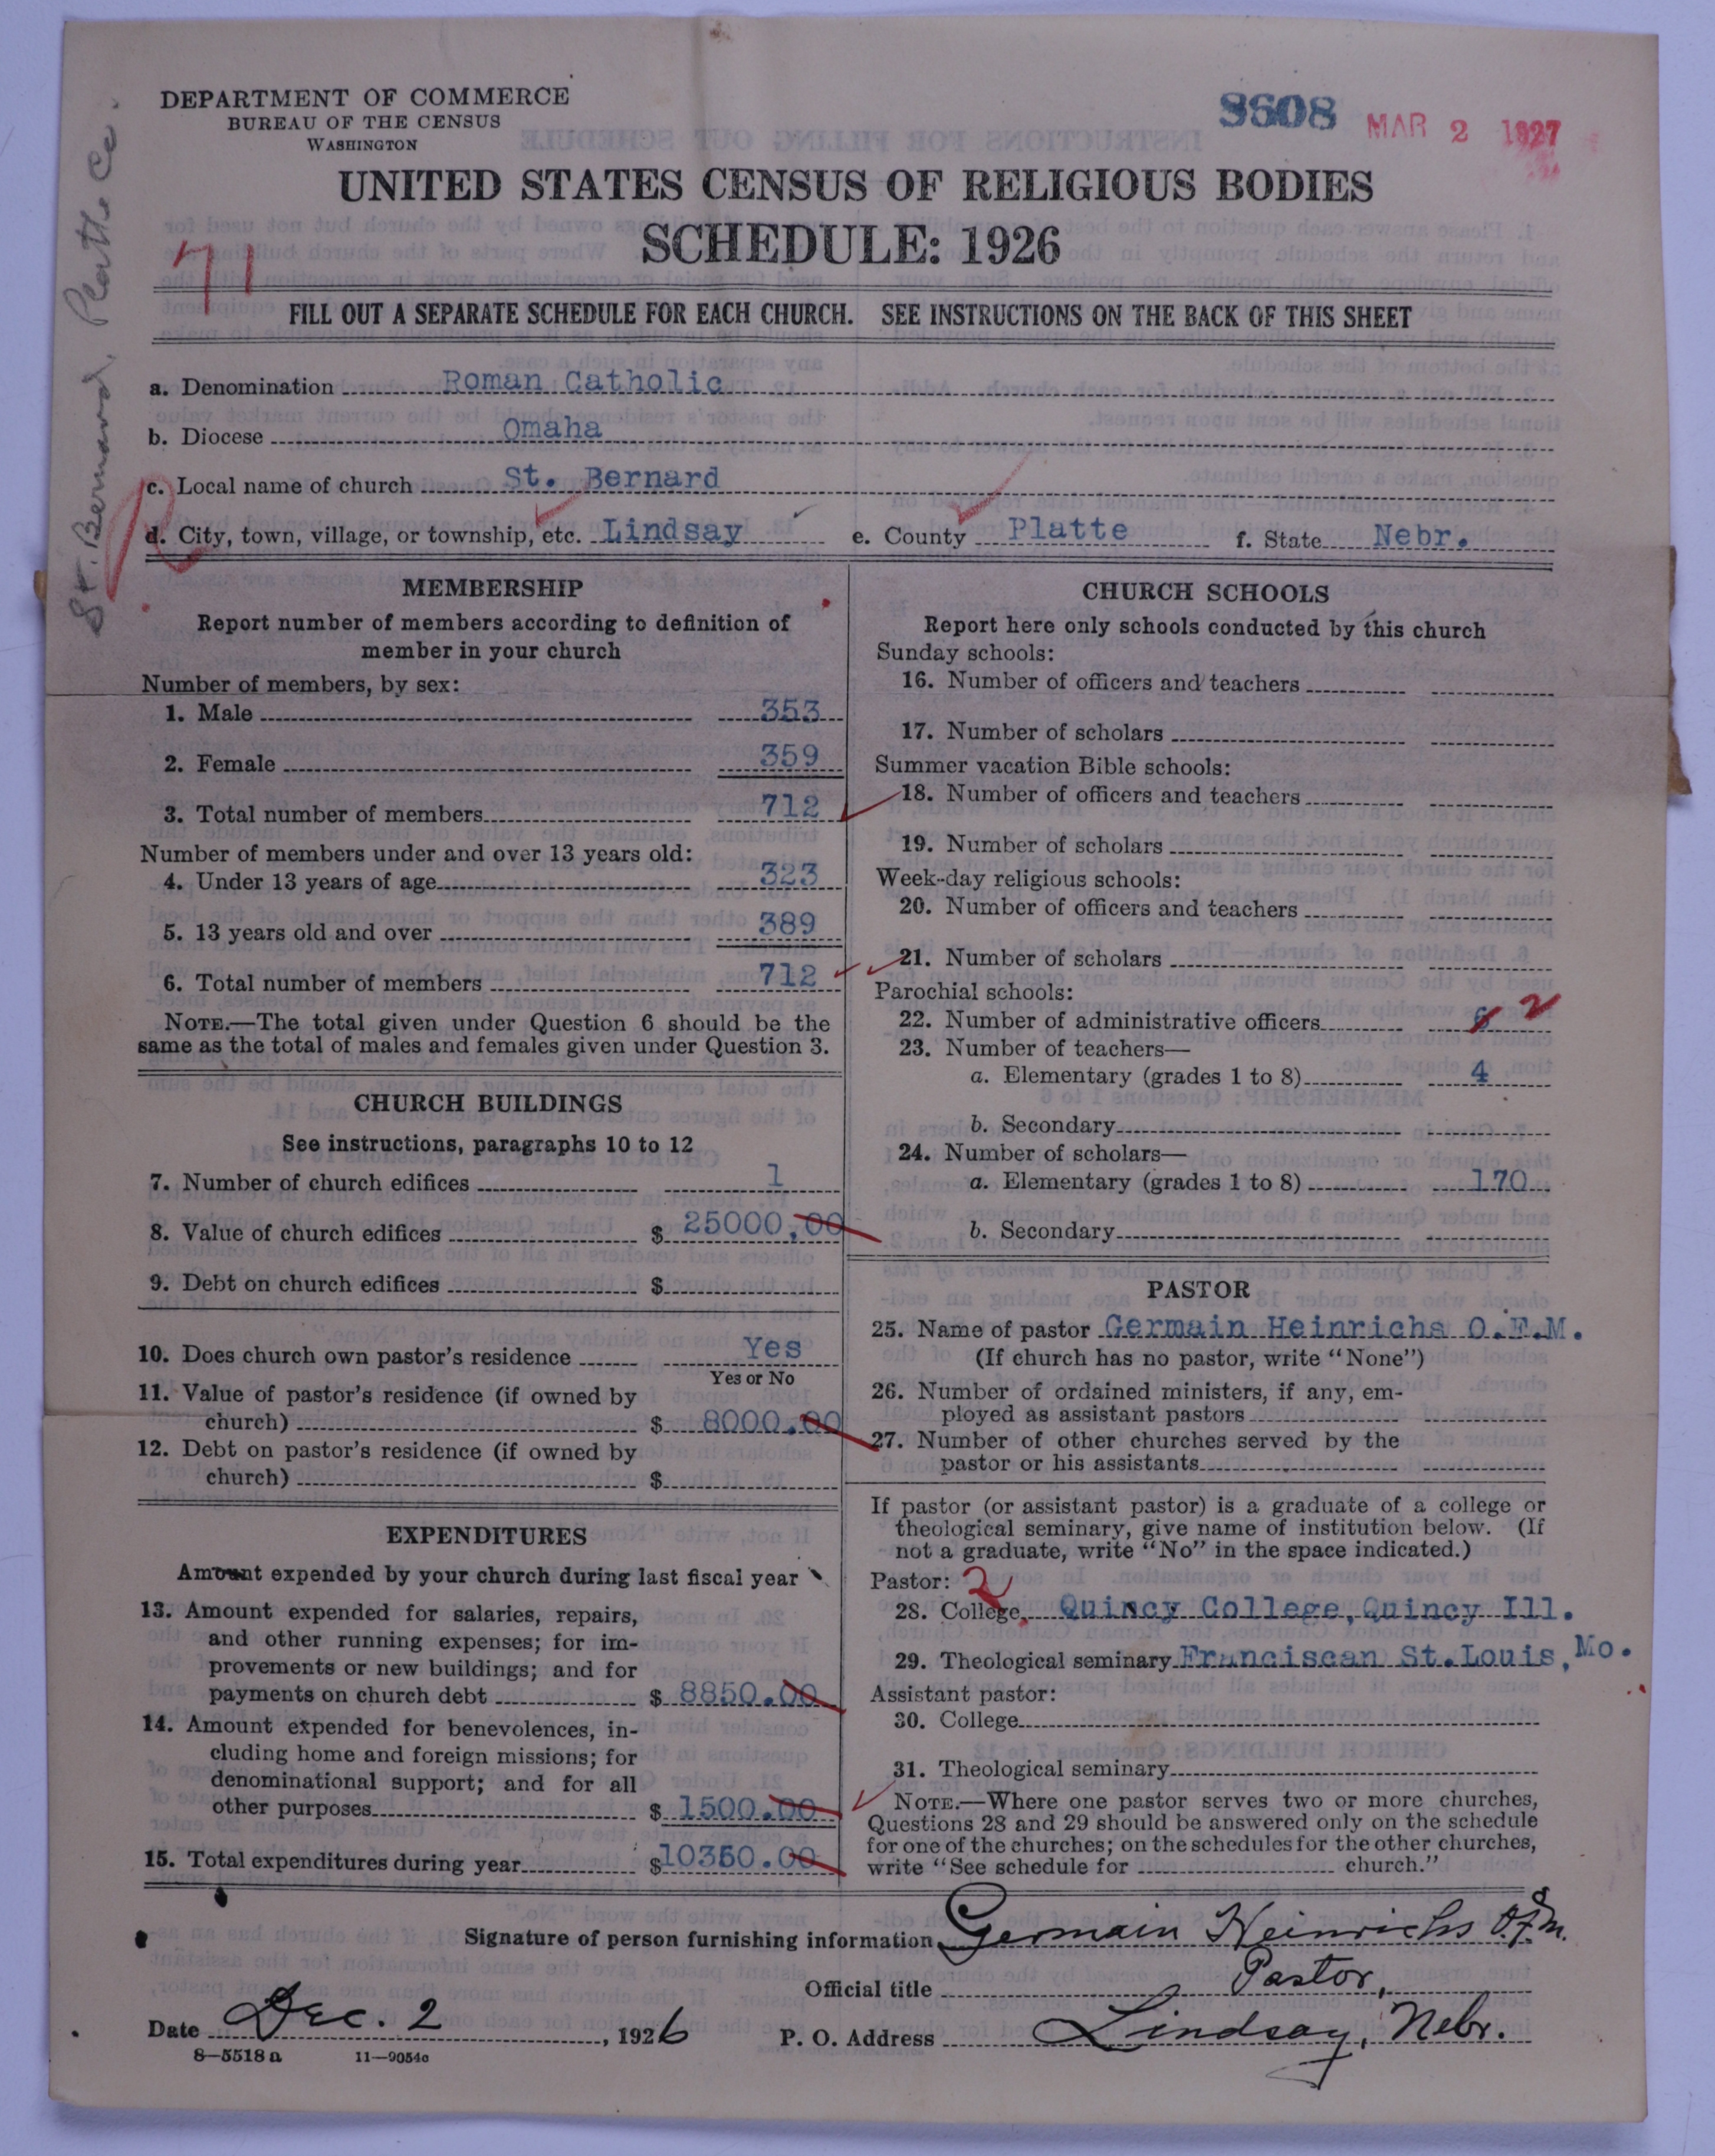 DEPARTMENT OF COMMERCE
BUREAU OF THE CENSUS
WASHINGTON
8608
MAR 2 1927
UNITED STATES CENSUS OF RELIGIOUS BODIES
SCHEDULE: 1926
71
St. Bernard, Platte Co.
FILL OUT A SEPARATE SCHEDULE FOR EACH CHURCH. SEE INSTRUCTIONS ON THE BACK OF THIS SHEET
a. Denomination Roman Catholic
b. Diocese Omaha
c. Local name of church St. Bernard
d. City, town, village, or township, etc. Lindsay e. County Platte f. State Nebr.
MEMBERSHIP
Report number of members according to definition of
member in your church
Number of members, by sex:
1. Male 353
2. Female 359
3. Total number of members 712
Number of members under and over 13 years old:
4. Under 13 years of age 323
5. 13 years old and over 389
6. Total number of members 712
NOTE.—The total given under Question 6 should be the
same as the total of males and females given under Question 3.
CHURCH BUILDINGS
See instructions, paragraphs 10 to 12
7. Number of church edifices 1
8. Value of church edifices $ 25000.00
9. Debt on church edifices $
10. Does church own pastor's residence Yes
Yes or No
11. Value of pastor's residence (if owned by
church) $ 8000.00
12. Debt on pastor's residence (if owned by
church) $
EXPENDITURES
Amount expended by your church during last fiscal year
13. Amount expended for salaries, repairs,
and other running expenses; for im-
provements or new buildings; and for
payments on church debt $ 8850.00
14. Amount expended for benevolences, in-
cluding home and foreign missions; for
denominational support; and for all
other purposes $ 1500.00
15. Total expenditures during year $10350.00
CHURCH SCHOOLS
Report here only schools conducted by this church
Sunday schools:
16. Number of officers and teachers
17. Number of scholars
Summer vacation Bible schools:
18. Number of officers and teachers
19. Number of scholars
Week-day religious schools:
20. Number of officers and teachers
21. Number of scholars
Parochial schools:
22. Number of administrative officers 6 2
23. Number of teachers—
a. Elementary (grades 1 to 8) 4
b. Secondary
24. Number of scholars—
a. Elementary (grades 1 to 8) 170
b. Secondary
PASTOR
25. Name of pastor Germain Heinrichs O.F.M.
(If church has no pastor, write "None")
26. Number of ordained ministers, if any, em-
ployed as assistant pastors
27. Number of other churches served by the
pastor or his assistants
If pastor (or assistant pastor) is a graduate of a college or
theological seminary, give name of institution below. (If
not a graduate, write "No" in the space indicated.)
Pastor: 2
28. College Quincy College, Quincy Ill.
29. Theological seminary Franciscan St.Louis, Mo.
Assistant pastor:
30. College
31. Theological seminary
NOTE.—Where one pastor serves two or more churches,
Questions 28 and 29 should be answered only on the schedule
for one of the churches; on the schedules for the other churches,
write "See schedule for church."
Signature of person furnishing information Germain Heinrichs O.F.M.
Official title Pastor,
Date Dec. 2, 1926 P. O. Address Lindsay, Nebr.
8—5518 a 11—9054c